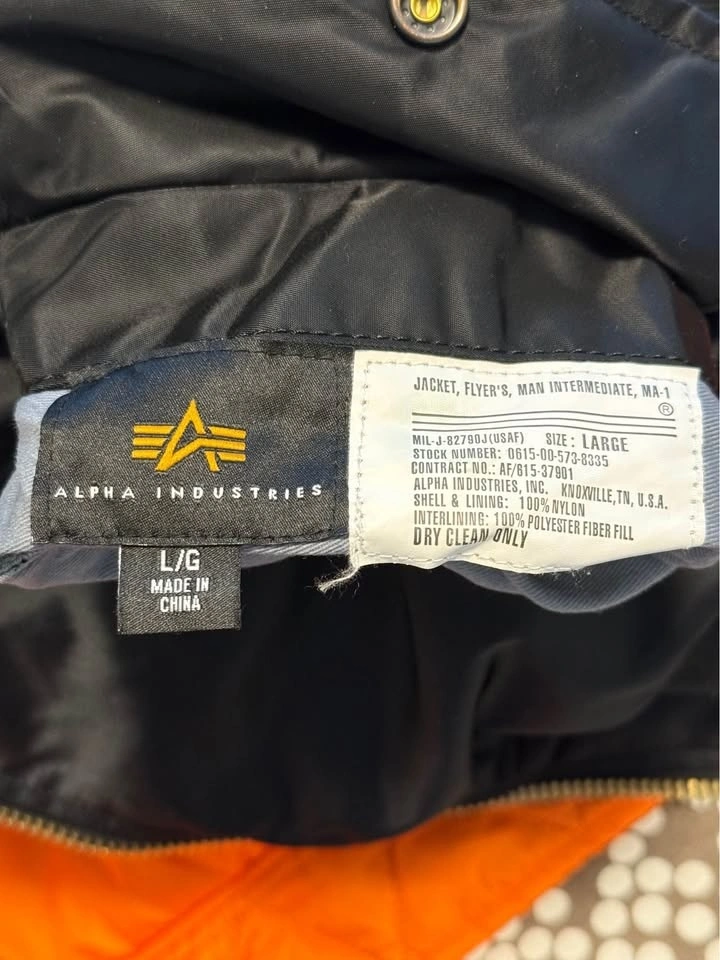 ALPHA INDUSTRIES
L/G
MADE IN
CHINA
JACKET, FLYER'S, MAN INTERMEDIATE, MA-1
®
MIL-J-82790J(USAF) SIZE: LARGE
STOCK NUMBER: 0615-00-573-8335
CONTRACT NO.: AF/615-37901
ALPHA INDUSTRIES, INC. KNOXVILLE,TN, U.S.A.
SHELL & LINING: 100% NYLON
INTERLINING: 100% POLYESTER FIBER FILL
DRY CLEAN ONLY